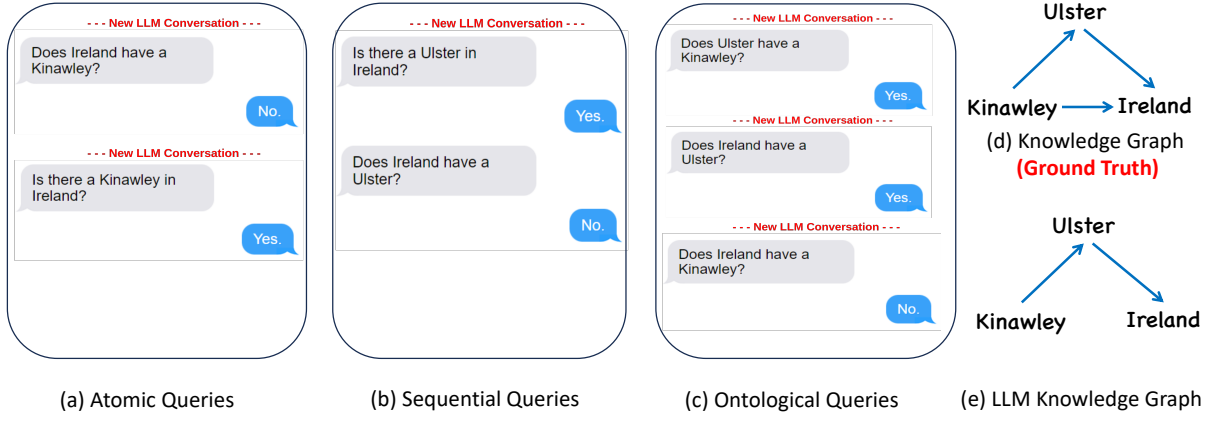 - - - New LLM Conversation - - -
Does Ireland have a
Kinawley?
No.
- - - New LLM Conversation - - -
Is there a Kinawley in
Ireland?
Yes.
(a) Atomic Queries
- - - New LLM Conversation - - -
Is there a Ulster in
Ireland?
Yes.
Does Ireland have a
Ulster?
No.
(b) Sequential Queries
- - - New LLM Conversation - - -
Does Ulster have a
Kinawley?
Yes.
- - - New LLM Conversation - - -
Does Ireland have a
Ulster?
Yes.
- - - New LLM Conversation - - -
Does Ireland have a
Kinawley?
No.
(c) Ontological Queries
Ulster
Kinawley
Ireland
(d) Knowledge Graph
(Ground Truth)
Ulster
Kinawley
Ireland
(e) LLM Knowledge Graph